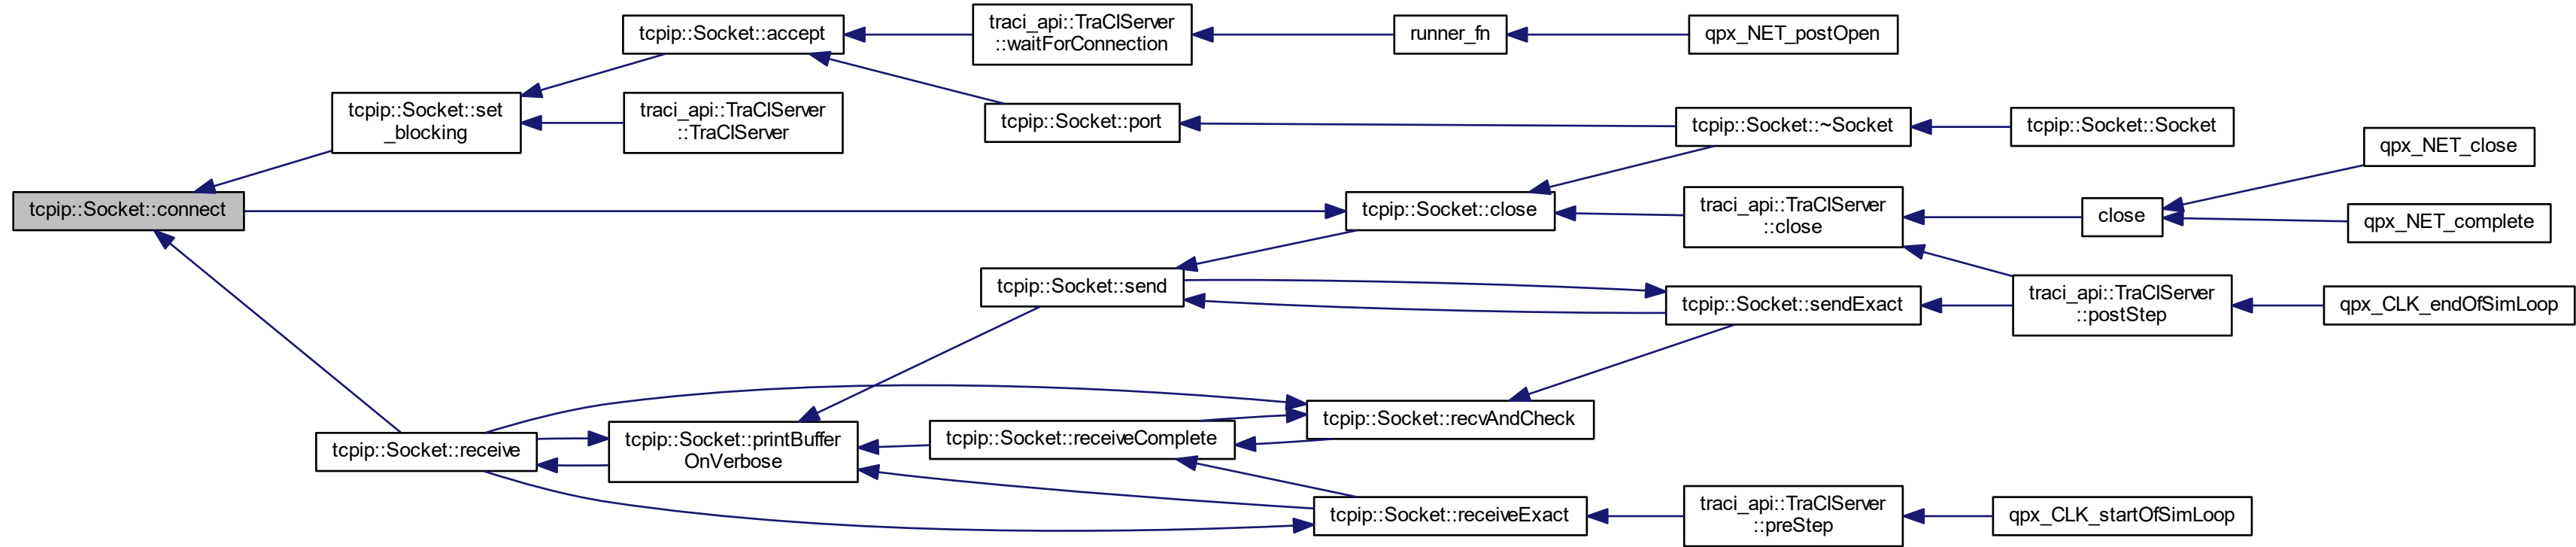 tcpip::Socket::accept
traci_api::TraCIServer
::waitForConnection
runner_fn
qpx_NET_postOpen
tcpip::Socket::set
_blocking
traci_api::TraCIServer
::TraCIServer
tcpip::Socket::port
tcpip::Socket::~Socket
tcpip::Socket::Socket
qpx_NET_close
tcpip::Socket::connect
tcpip::Socket::close
traci_api::TraCIServer
::close
close
qpx_NET_complete
tcpip::Socket::send
tcpip::Socket::sendExact
traci_api::TraCIServer
::postStep
qpx_CLK_endOfSimLoop
tcpip::Socket::receive
tcpip::Socket::printBuffer
OnVerbose
tcpip::Socket::receiveComplete
tcpip::Socket::recvAndCheck
tcpip::Socket::receiveExact
traci_api::TraCIServer
::preStep
qpx_CLK_startOfSimLoop